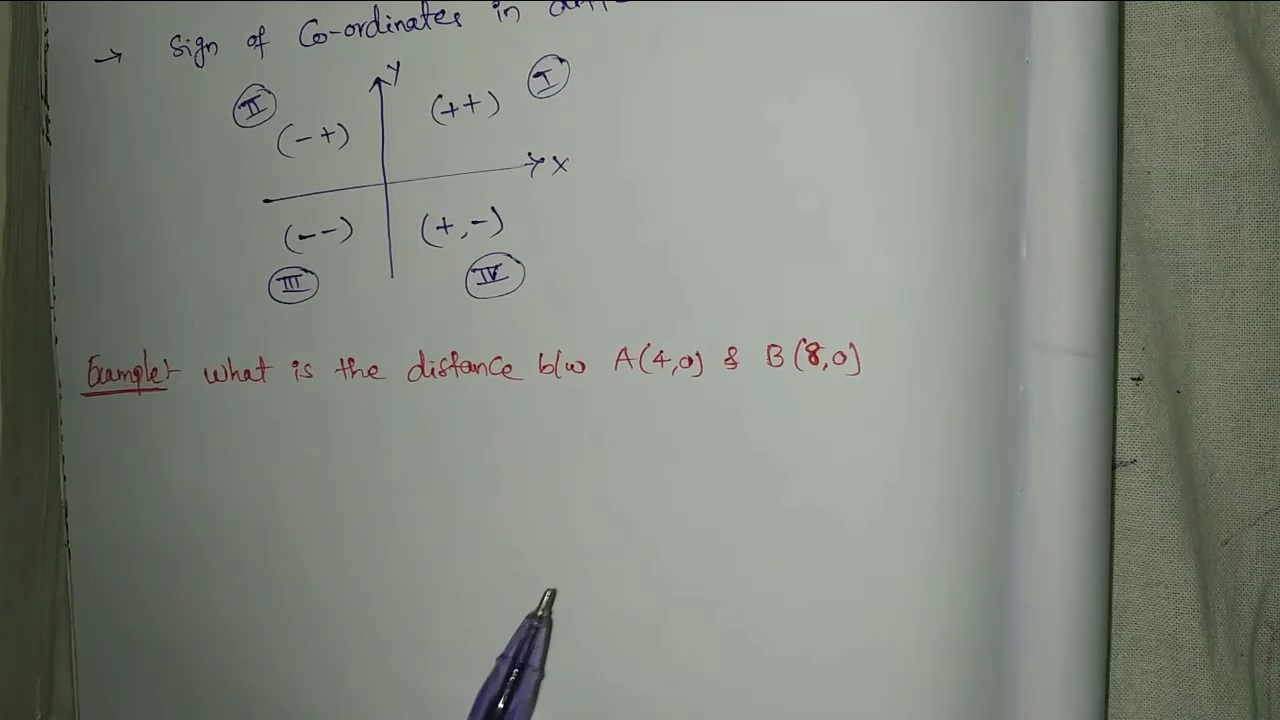 → Sign of Co-ordinates in
Y
II
I
(- +)
(++)
X
(- -)
(+,-)
III
IV
Example:- what is the distance b/w A(4,0) & B(8,0)